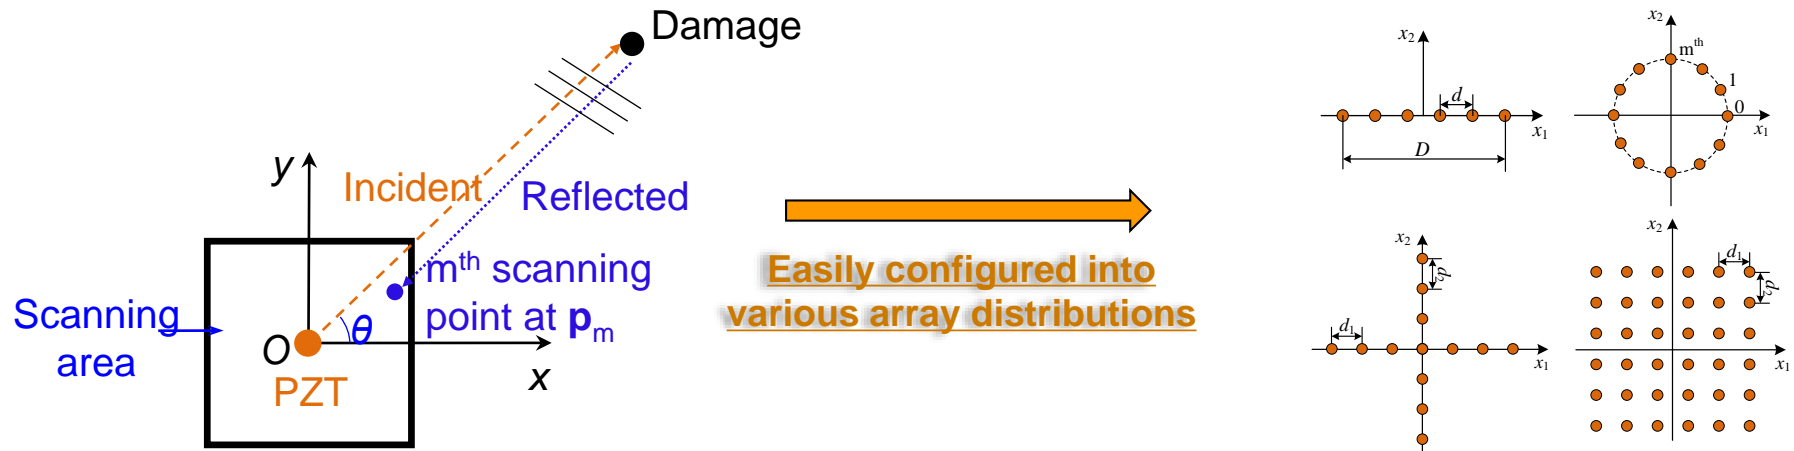 Damage
y
Incident
Reflected
mth scanning
point at pm
Scanning
area
θ
O
x
PZT
Easily configured into
various array distributions
x2
d
x1
D
x2
mth
1
0
x1
x2
d2
d1
x1
x2
d1
d2
x1